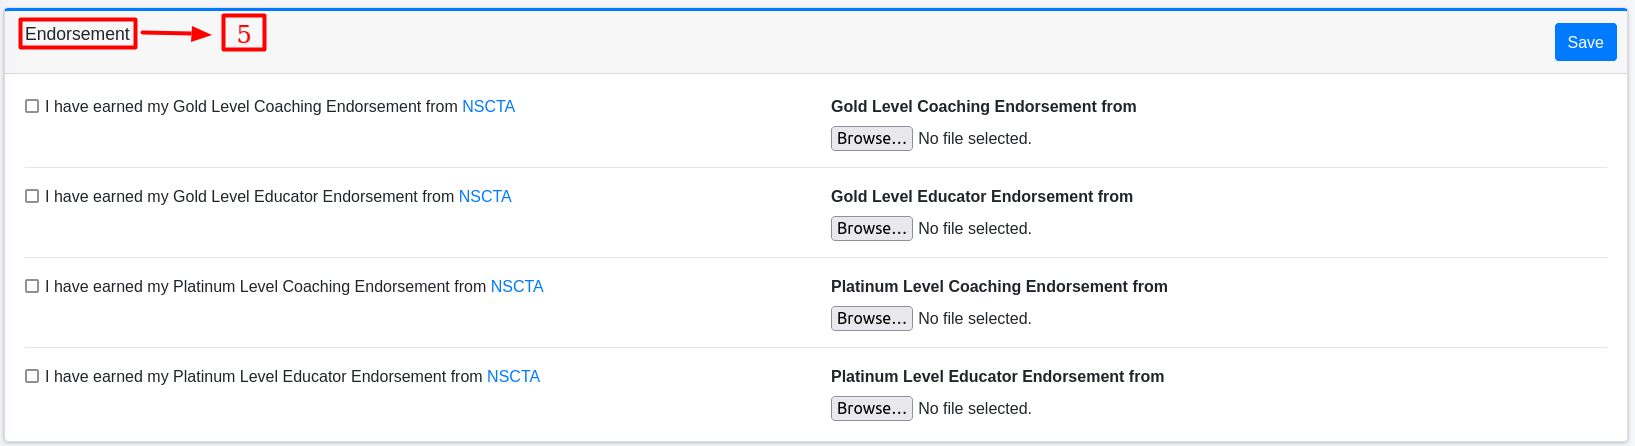 Endorsement 5
Save
I have earned my Gold Level Coaching Endorsement from NSCTA
Gold Level Coaching Endorsement from
Browse... No file selected.
I have earned my Gold Level Educator Endorsement from NSCTA
Gold Level Educator Endorsement from
Browse... No file selected.
I have earned my Platinum Level Coaching Endorsement from NSCTA
Platinum Level Coaching Endorsement from
Browse... No file selected.
I have earned my Platinum Level Educator Endorsement from NSCTA
Platinum Level Educator Endorsement from
Browse... No file selected.